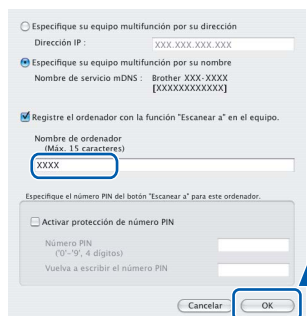 Especifique su equipo multifunción por su dirección
Dirección IP :
XXX.XXX.XXX.XXX
Especifique su equipo multifunción por su nombre
Nombre de servicio mDNS : Brother XXX-XXXX
[XXXXXXXXXXXX]
Registre el ordenador con la función "Escanear a" en el equipo.
Nombre de ordenador
(Máx. 15 caracteres)
XXXX
Especifique el número PIN del botón "Escanear a" para este ordenador.
Activar protección de número PIN
Número PIN
('0'-'9', 4 dígitos)
Vuelva a escribir el número PIN
Cancelar OK